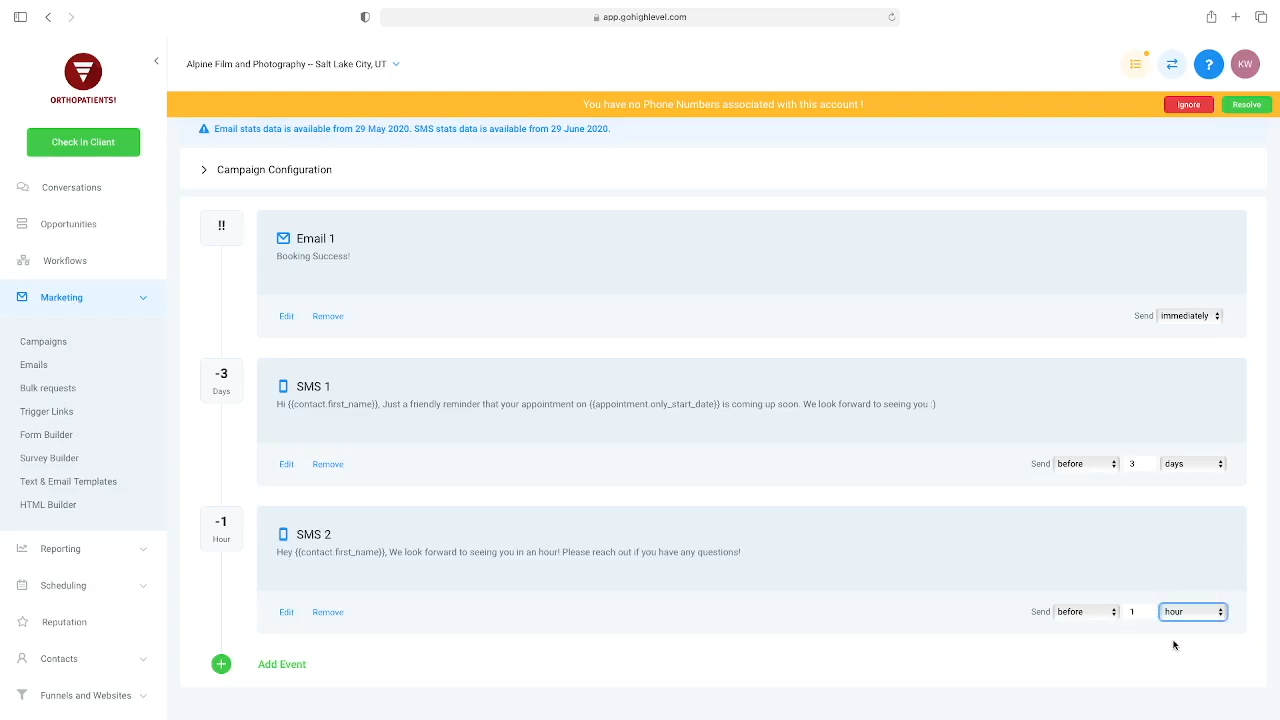 app.gohighlevel.com
ORTHOPATIENTS!
Alpine Film and Photography -- Salt Lake City, UT
?
KW
You have no Phone Numbers associated with this account !
Ignore
Resolve
Check In Client
Conversations
Opportunities
Workflows
Marketing
Campaigns
Emails
Bulk requests
Trigger Links
Form Builder
Survey Builder
Text & Email Templates
HTML Builder
Reporting
Scheduling
Reputation
Contacts
Funnels and Websites
Email stats data is available from 29 May 2020. SMS stats data is available from 29 June 2020.
Campaign Configuration
!!
Email 1
Booking Success!
Edit Remove
Send immediately
-3
Days
SMS 1
Hi {{contact.first_name}}, Just a friendly reminder that your appointment on {{appointment.only_start_date}} is coming up soon. We look forward to seeing you :)
Edit Remove
Send before 3 days
-1
Hour
SMS 2
Hey {{contact.first_name}}, We look forward to seeing you in an hour! Please reach out if you have any questions!
Edit Remove
Send before 1 hour
+ Add Event